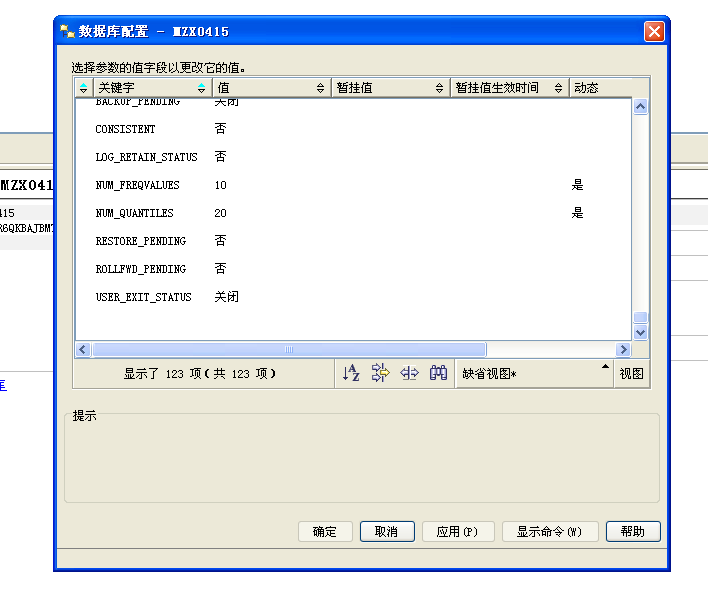 数据库配置 - MZX0415
选择参数的值字段以更改它的值。
关键字 值 暂挂值 暂挂值生效时间 动态
BACKUP_PENDING 关闭
CONSISTENT 否
LOG_RETAIN_STATUS 否
NUM_FREQVALUES 10 是
NUM_QUANTILES 20 是
RESTORE_PENDING 否
ROLLFWD_PENDING 否
USER_EXIT_STATUS 关闭
显示了 123 项(共 123 项) 缺省视图* 视图
提示
确定 取消 应用(P) 显示命令(W) 帮助
MZX041
415
R6QKBAJBMT